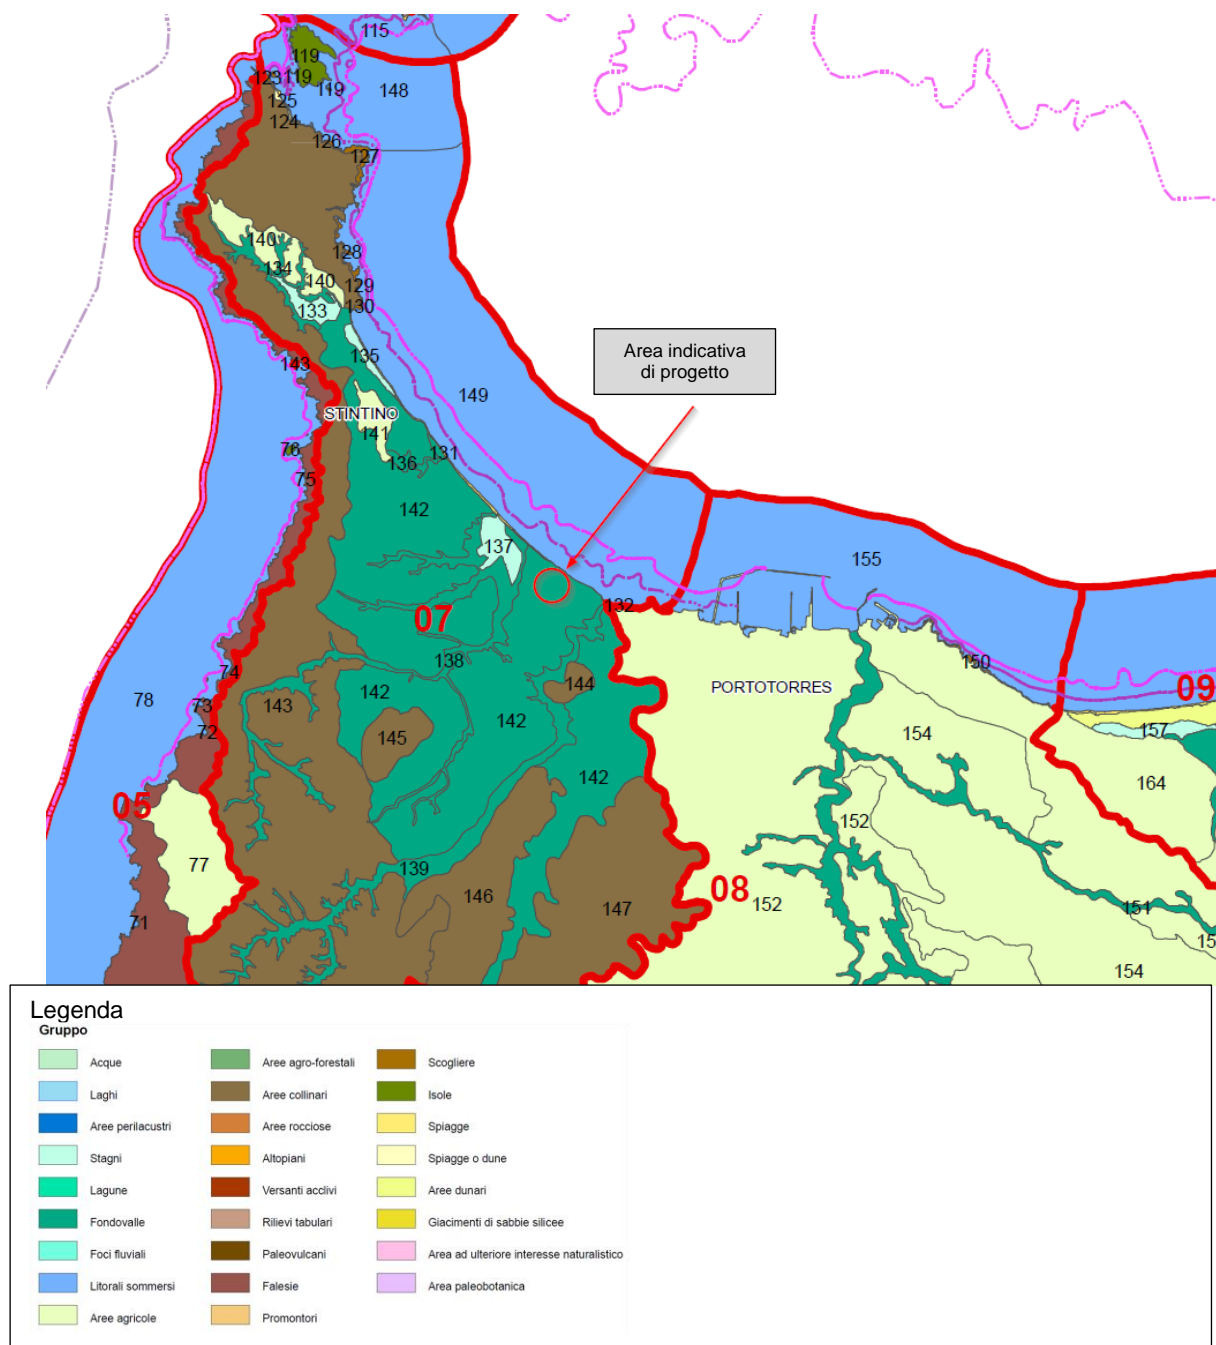 115
119
123
119
119
148
125
124
126
127
140
128
134
140
129
133
130
135
Area indicativa
di progetto
143
149
STINTINO
141
76
136
131
75
142
137
155
132
07
138
150
74
142
144
PORTOTORRES
09
78
73
143
142
72
145
154
157
142
164
05
152
77
139
146
147
08
152
151
71
15
154
Legenda
Gruppo
Acque
Aree agro-forestali
Scogliere
Laghi
Aree collinari
Isole
Aree perilacustri
Aree rocciose
Spiagge
Stagni
Altopiani
Spiagge o dune
Lagune
Versanti acclivi
Aree dunari
Fondovalle
Rilievi tabulari
Giacimenti di sabbie silicee
Foci fluviali
Paleovulcani
Area ad ulteriore interesse naturalistico
Litorali sommersi
Falesie
Area paleobotanica
Aree agricole
Promontori